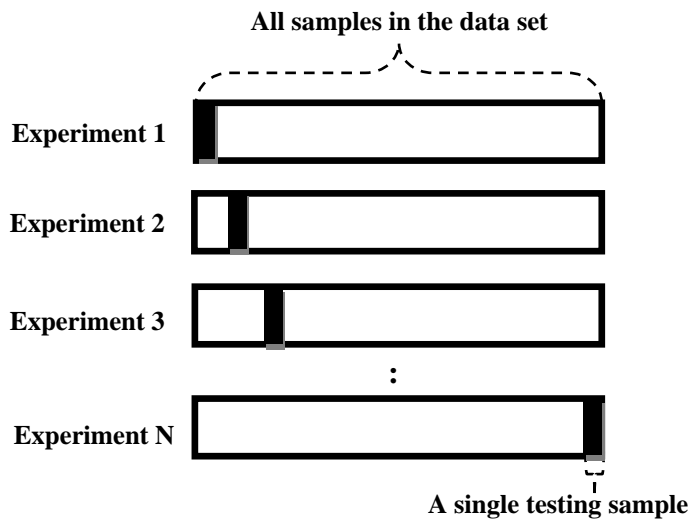 All samples in the data set
Experiment 1
Experiment 2
Experiment 3
:
Experiment N
A single testing sample